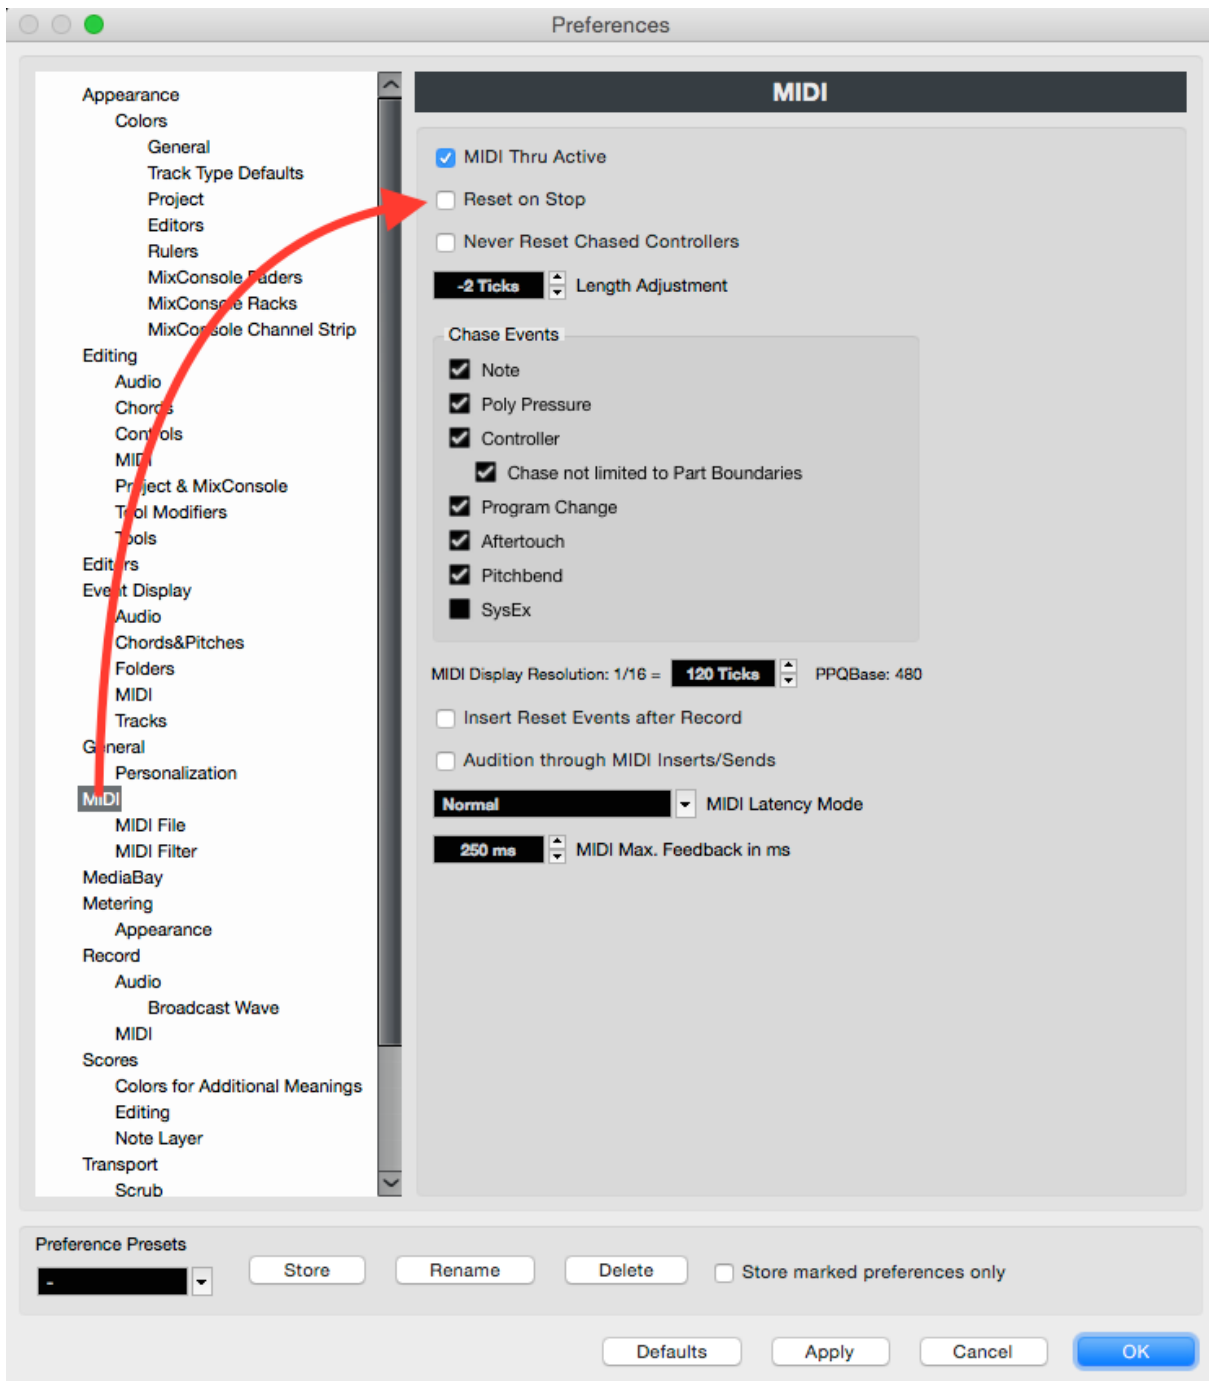 Preferences
Appearance
Colors
General
Track Type Defaults
Project
Editors
Rulers
MixConsole Faders
MixConsole Racks
MixConsole Channel Strip
Editing
Audio
Chords
Controls
MIDI
Project & MixConsole
Tool Modifiers
Tools
Editors
Event Display
Audio
Chords&Pitches
Folders
MIDI
Tracks
General
Personalization
MIDI
MIDI File
MIDI Filter
MediaBay
Metering
Appearance
Record
Audio
Broadcast Wave
MIDI
Scores
Colors for Additional Meanings
Editing
Note Layer
Transport
Scrub
MIDI
MIDI Thru Active
Reset on Stop
Never Reset Chased Controllers
-2 Ticks Length Adjustment
Chase Events
Note
Poly Pressure
Controller
Chase not limited to Part Boundaries
Program Change
Aftertouch
Pitchbend
SysEx
MIDI Display Resolution: 1/16 = 120 Ticks PPQBase: 480
Insert Reset Events after Record
Audition through MIDI Inserts/Sends
Normal MIDI Latency Mode
250 ms MIDI Max. Feedback in ms
Preference Presets
- Store Rename Delete Store marked preferences only
Defaults Apply Cancel OK